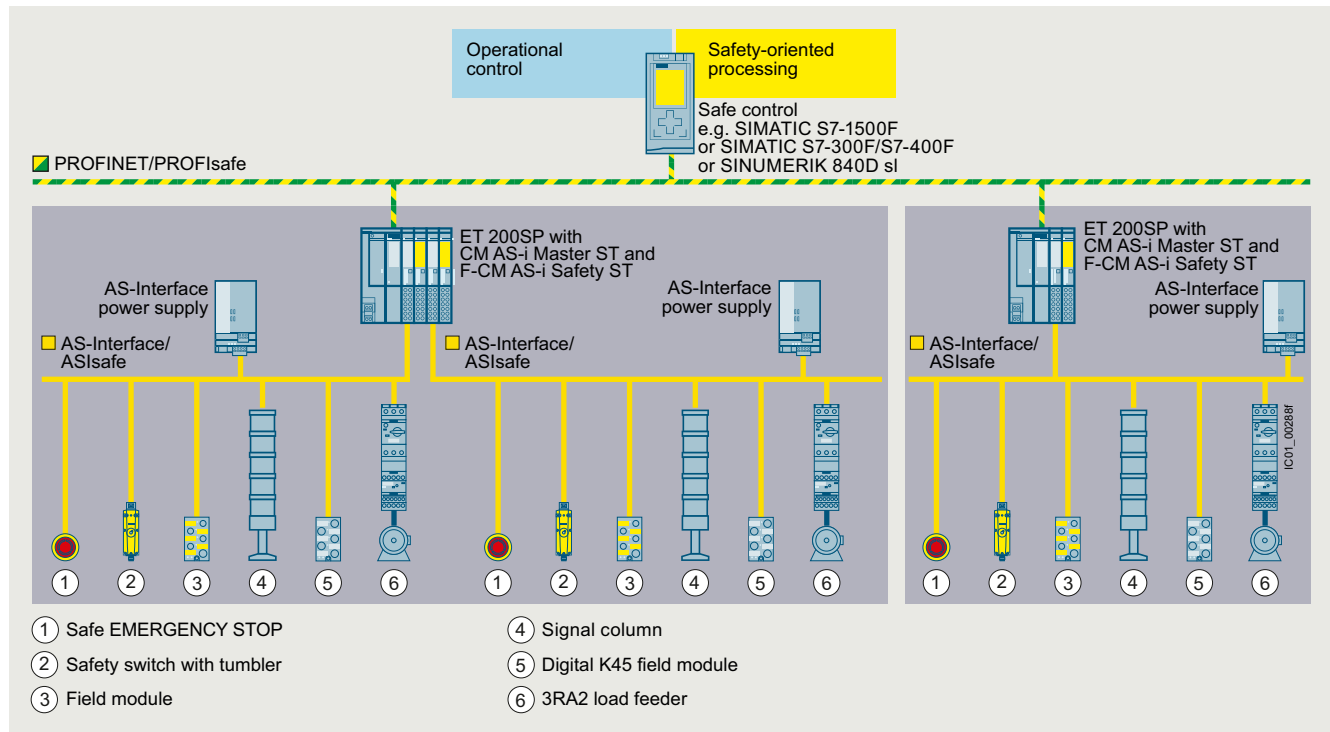 Operational
control
Safety-oriented
processing
Safe control
e.g. SIMATIC S7-1500F
or SIMATIC S7-300F/S7-400F
or SINUMERIK 840D sl
PROFINET/PROFIsafe
ET 200SP with
CM AS-i Master ST and
F-CM AS-i Safety ST
AS-Interface
power supply
AS-Interface
power supply
AS-Interface/
ASIsafe
AS-Interface/
ASIsafe
ET 200SP with
CM AS-i Master ST and
F-CM AS-i Safety ST
AS-Interface
power supply
AS-Interface/
ASIsafe
IC01_00288f
1 2 3 4 5 6 1 2 3 4 5 6 1 2 3 4 5 6
1 Safe EMERGENCY STOP
2 Safety switch with tumbler
3 Field module
4 Signal column
5 Digital K45 field module
6 3RA2 load feeder